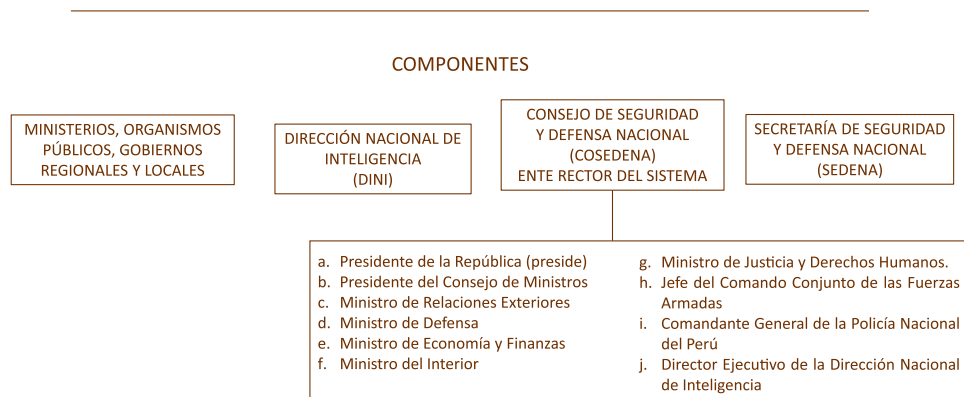 COMPONENTES
MINISTERIOS, ORGANISMOS
PÚBLICOS, GOBIERNOS
REGIONALES Y LOCALES
DIRECCIÓN NACIONAL DE
INTELIGENCIA
(DINI)
CONSEJO DE SEGURIDAD
Y DEFENSA NACIONAL
(COSEDENA)
ENTE RECTOR DEL SISTEMA
SECRETARÍA DE SEGURIDAD
Y DEFENSA NACIONAL
(SEDENA)
a. Presidente de la República (preside)
b. Presidente del Consejo de Ministros
c. Ministro de Relaciones Exteriores
d. Ministro de Defensa
e. Ministro de Economía y Finanzas
f. Ministro del Interior
g. Ministro de Justicia y Derechos Humanos.
h. Jefe del Comando Conjunto de las Fuerzas
Armadas
i. Comandante General de la Policía Nacional
del Perú
j. Director Ejecutivo de la Dirección Nacional
de Inteligencia